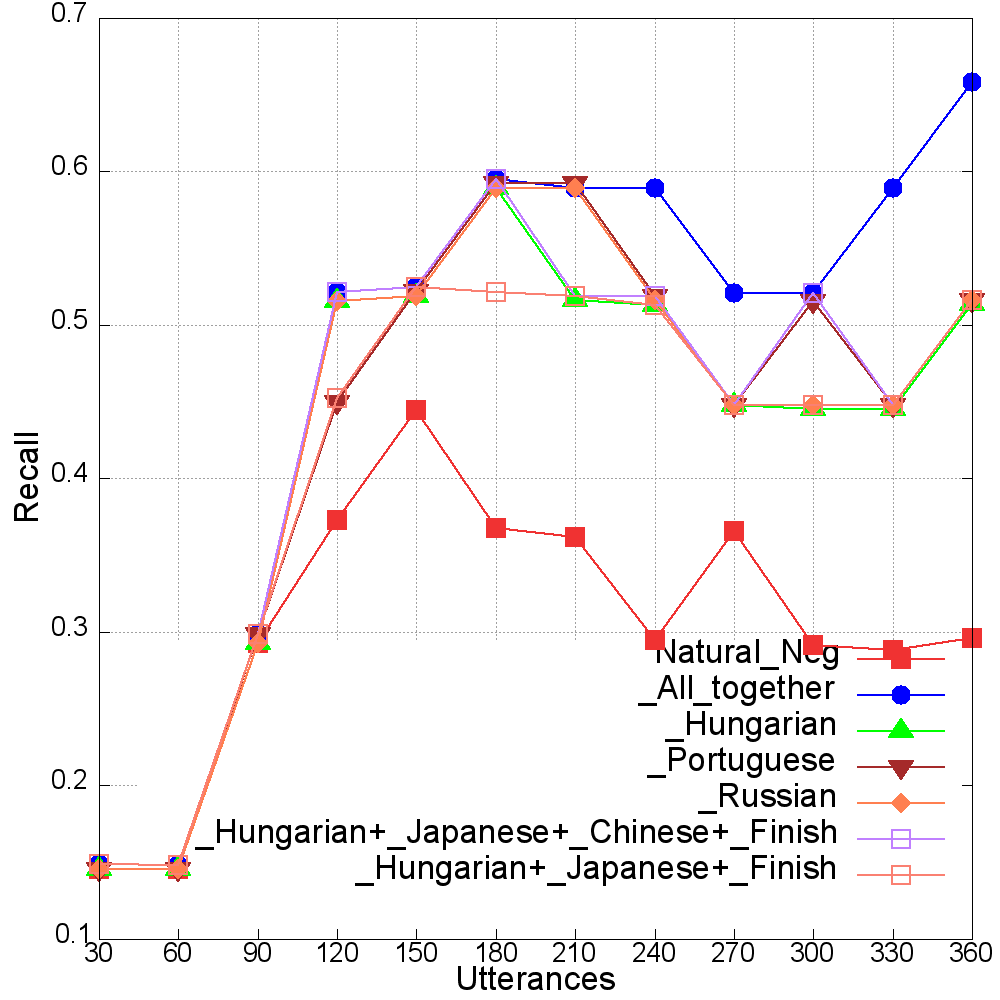 0.7
0.6
0.5
0.4
0.3
0.2
0.1
Recall
Natural_Neg
_All_together
_Hungarian
_Portuguese
_Russian
_Hungarian+_Japanese+_Chinese+_Finish
_Hungarian+_Japanese+_Finish
30 60 90 120 150 180 210 240 270 300 330 360
Utterances